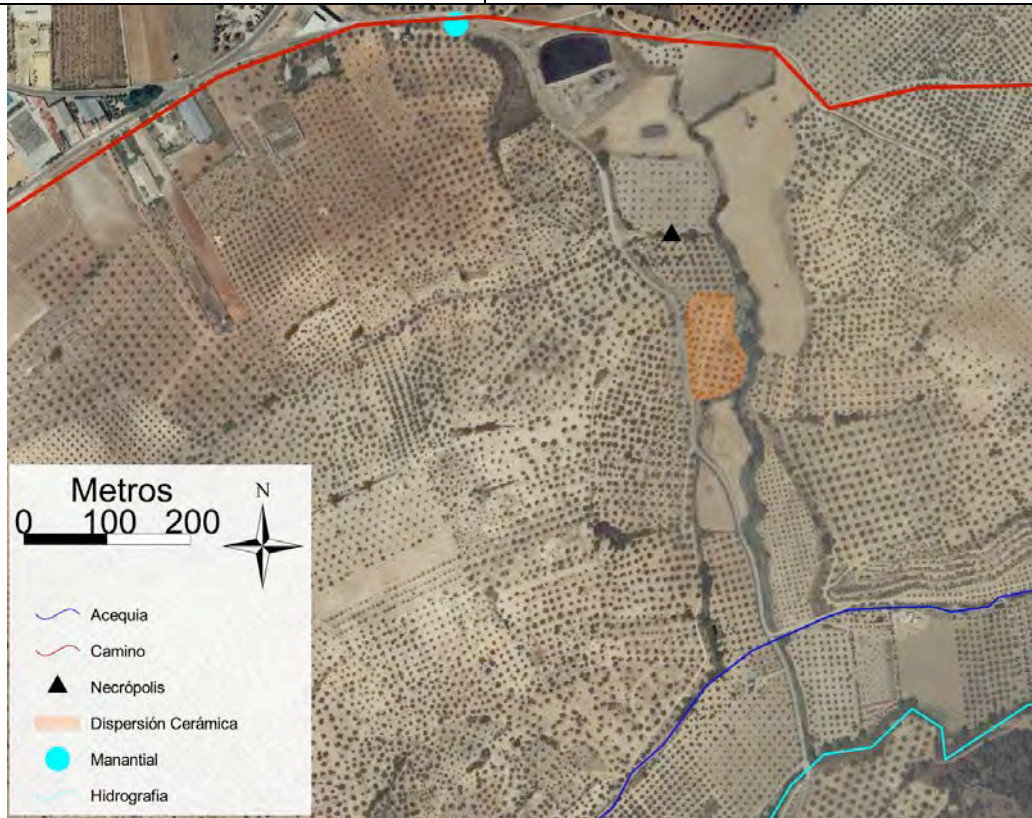 Metros
N
0 100 200
Acequia
Camino
Necrópolis
Dispersión Cerámica
Manantial
Hidrografia